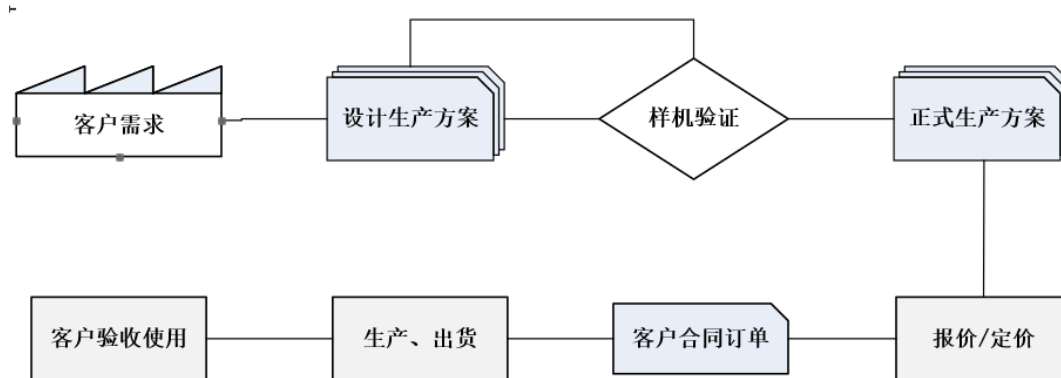 客户需求
设计生产方案
样机验证
正式生产方案
客户验收使用
生产、出货
客户合同订单
报价/定价